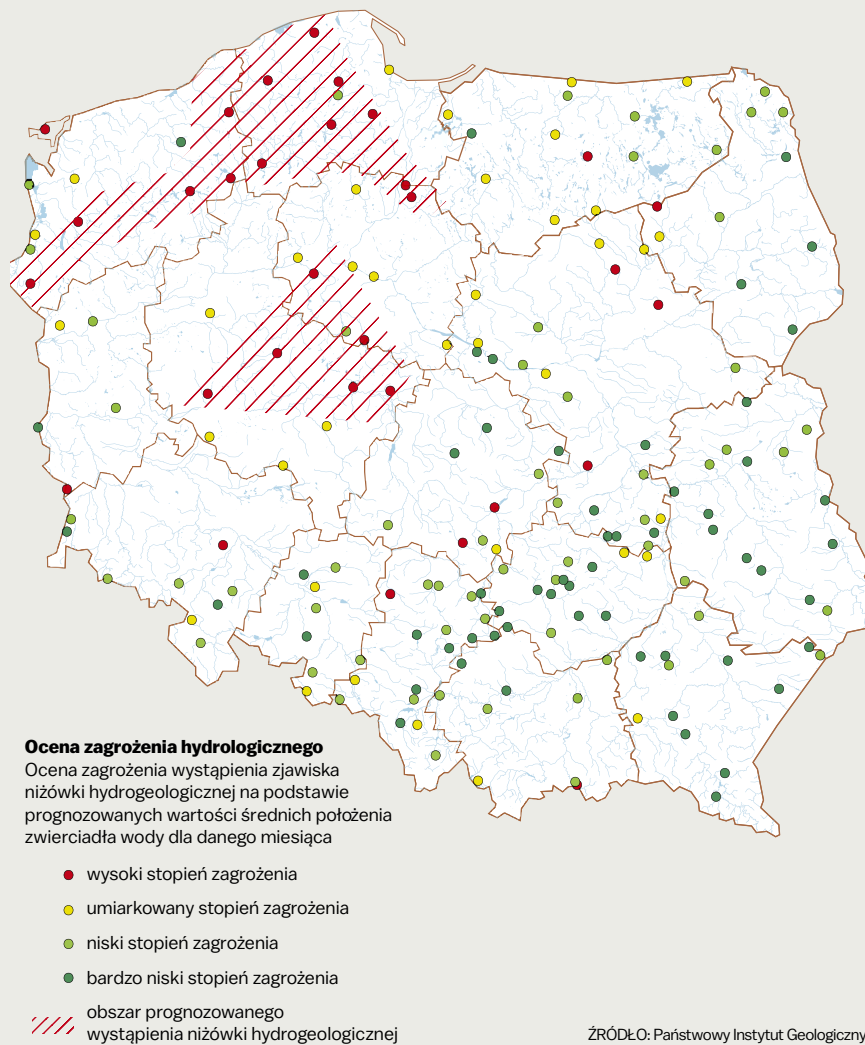 Ocena zagrożenia hydrologicznego
Ocena zagrożenia wystąpienia zjawiska
niżówki hydrogeologicznej na podstawie
prognozowanych wartości średnich położenia
zwierciadła wody dla danego miesiąca
wysoki stopień zagrożenia
umiarkowany stopień zagrożenia
niski stopień zagrożenia
bardzo niski stopień zagrożenia
obszar prognozowanego
wystąpienia niżówki hydrogeologicznej
ŹRÓDŁO: Państwowy Instytut Geologiczny